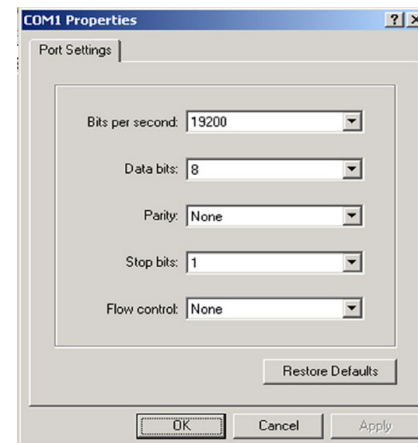 COM1 Properties
Port Settings
Bits per second: 19200
Data bits: 8
Parity: None
Stop bits: 1
Flow control: None
Restore Defaults
OK Cancel Apply